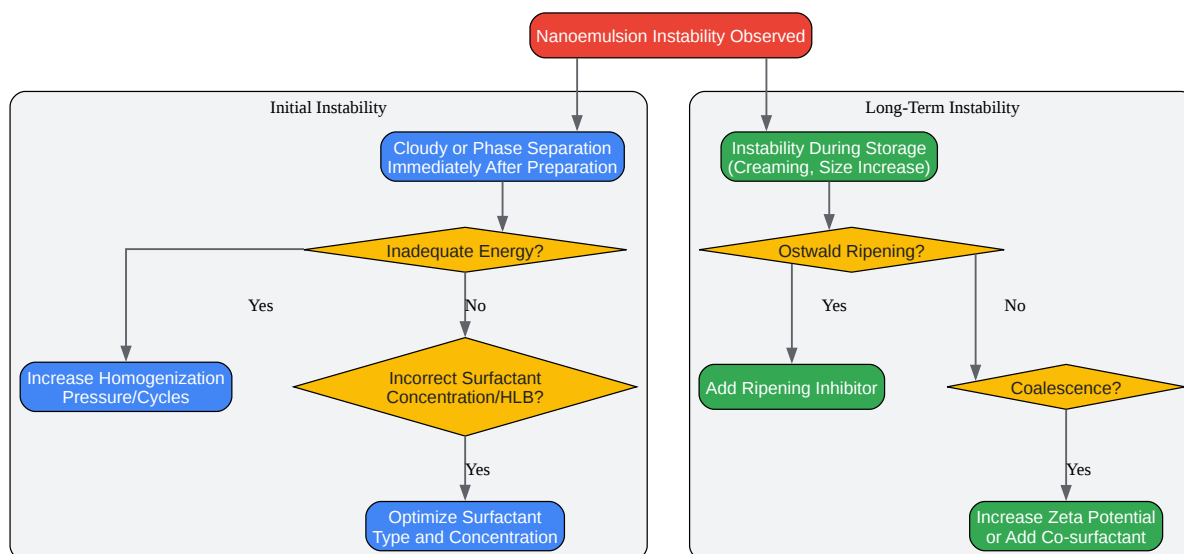 Nanoemulsion Instability Observed
Initial Instability
Cloudy or Phase Separation
Immediately After Preparation
Inadequate Energy?
Yes
No
Increase Homogenization
Pressure/Cycles
Incorrect Surfactant
Concentration/HLB?
Yes
Optimize Surfactant
Type and Concentration
Long-Term Instability
Instability During Storage
(Creaming, Size Increase)
Ostwald Ripening?
Yes
No
Add Ripening Inhibitor
Coalescence?
Yes
Increase Zeta Potential
or Add Co-surfactant